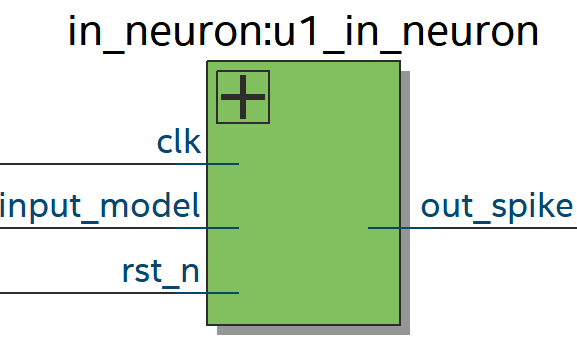 in_neuron:u1_in_neuron
clk
input_model
out_spike
rst_n